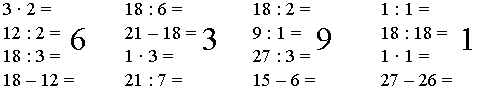 3 · 2 = 18 : 6 = 18 : 2 = 1 : 1 =
12 : 2 = 6 21 – 18 = 3 9 : 1 = 9 18 : 18 = 1
18 : 3 = 1 · 3 = 27 : 3 = 1 · 1 =
18 – 12 = 21 : 7 = 15 – 6 = 27 – 26 =